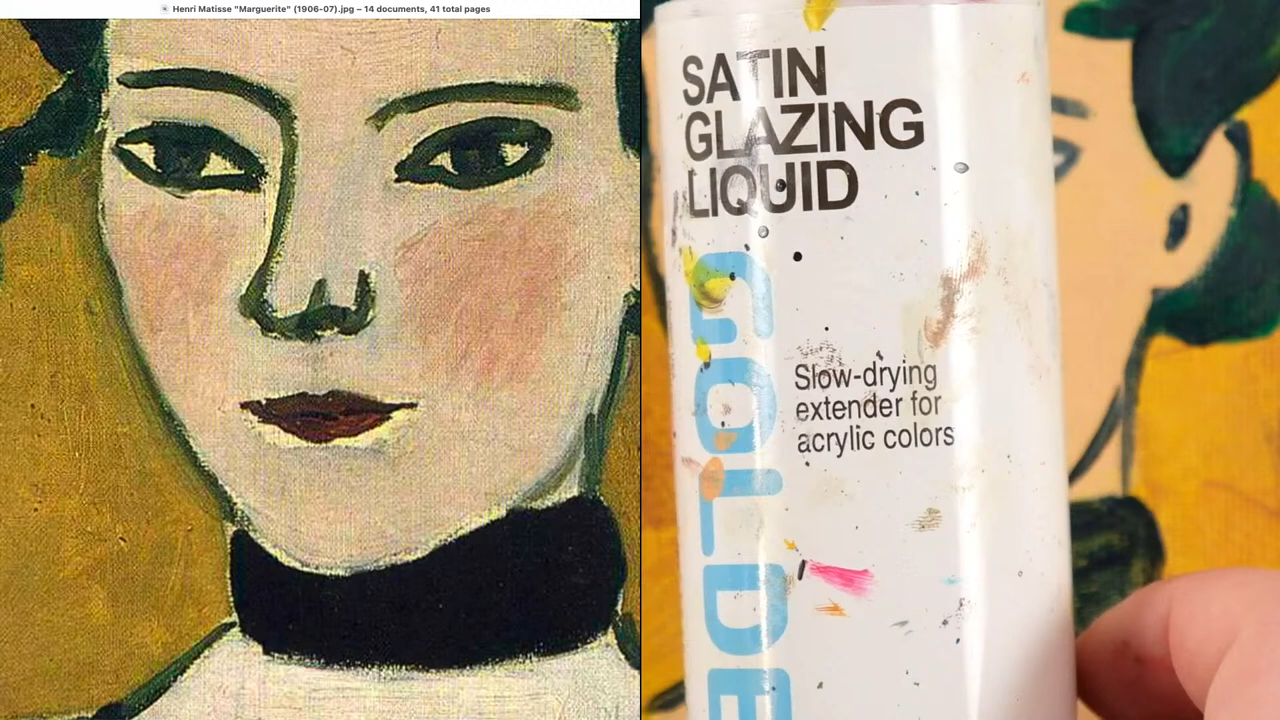 Henri Matisse "Marguerite" (1906-07).jpg – 14 documents, 41 total pages
SATIN
GLAZING
LIQUID
Slow-drying
extender for
acrylic colors
GOLDE